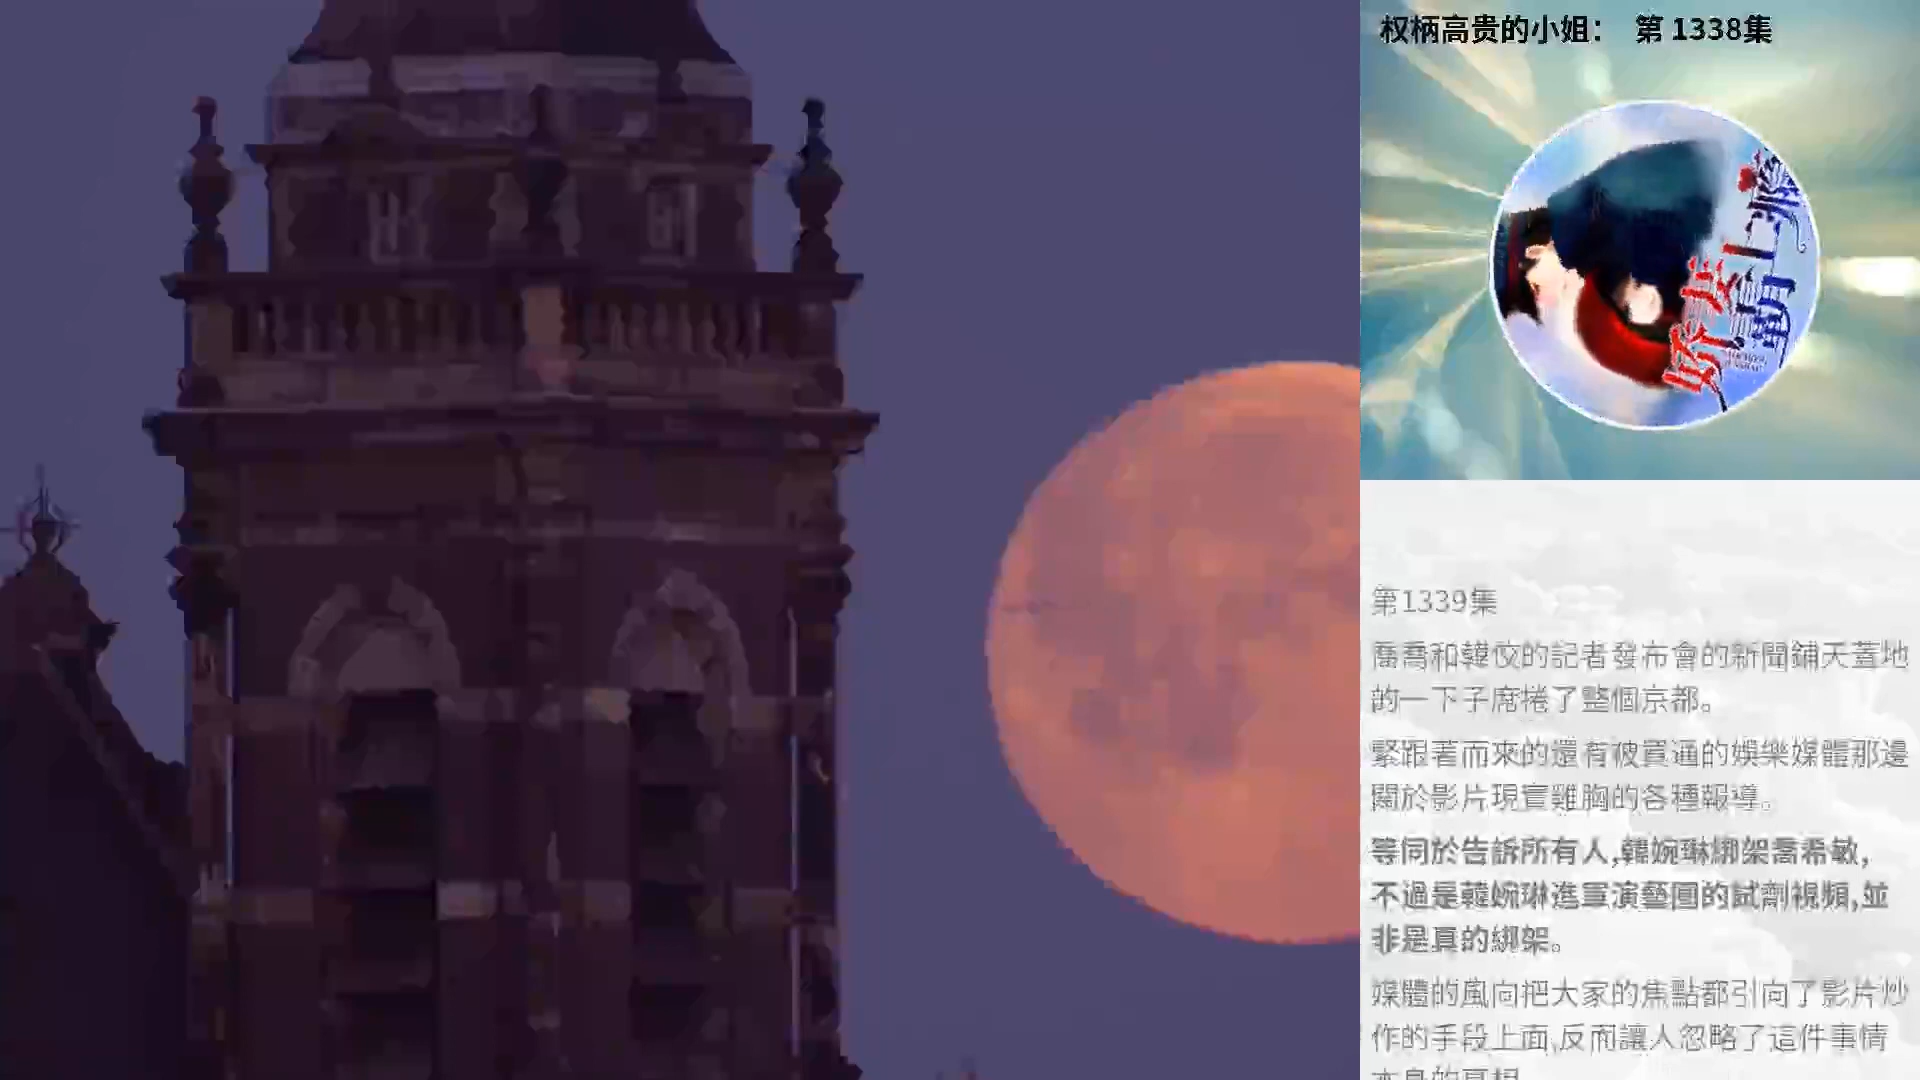 权柄高贵的小姐： 第 1338集
第1339集
喬喬和韓佼的記者發布會的新聞鋪天蓋地
的一下子席捲了整個京都。
緊跟著而來的還有被買通的娛樂媒體那邊
關於影片現實雞胸的各種報導。
等同於告訴所有人,韓婉琳綁架喬希敏,
不過是韓婉琳進軍演藝圈的試劑視頻,並
非是真的綁架。
媒體的風向把大家的焦點都引向了影片炒
作的手段上面,反而讓人忽略了這件事情